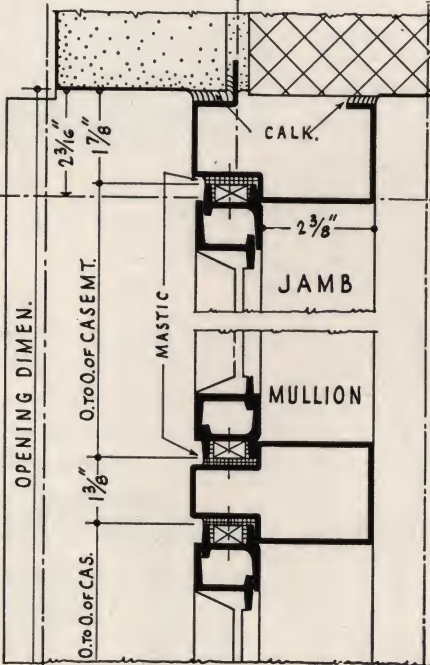 CALK.
2 3/16"
1 7/8"
2 3/8"
JAMB
MASTIC
O.TO O. OF CASEMT.
OPENING DIMEN.
MULLION
1 3/8"
O.TO O. OF CAS.